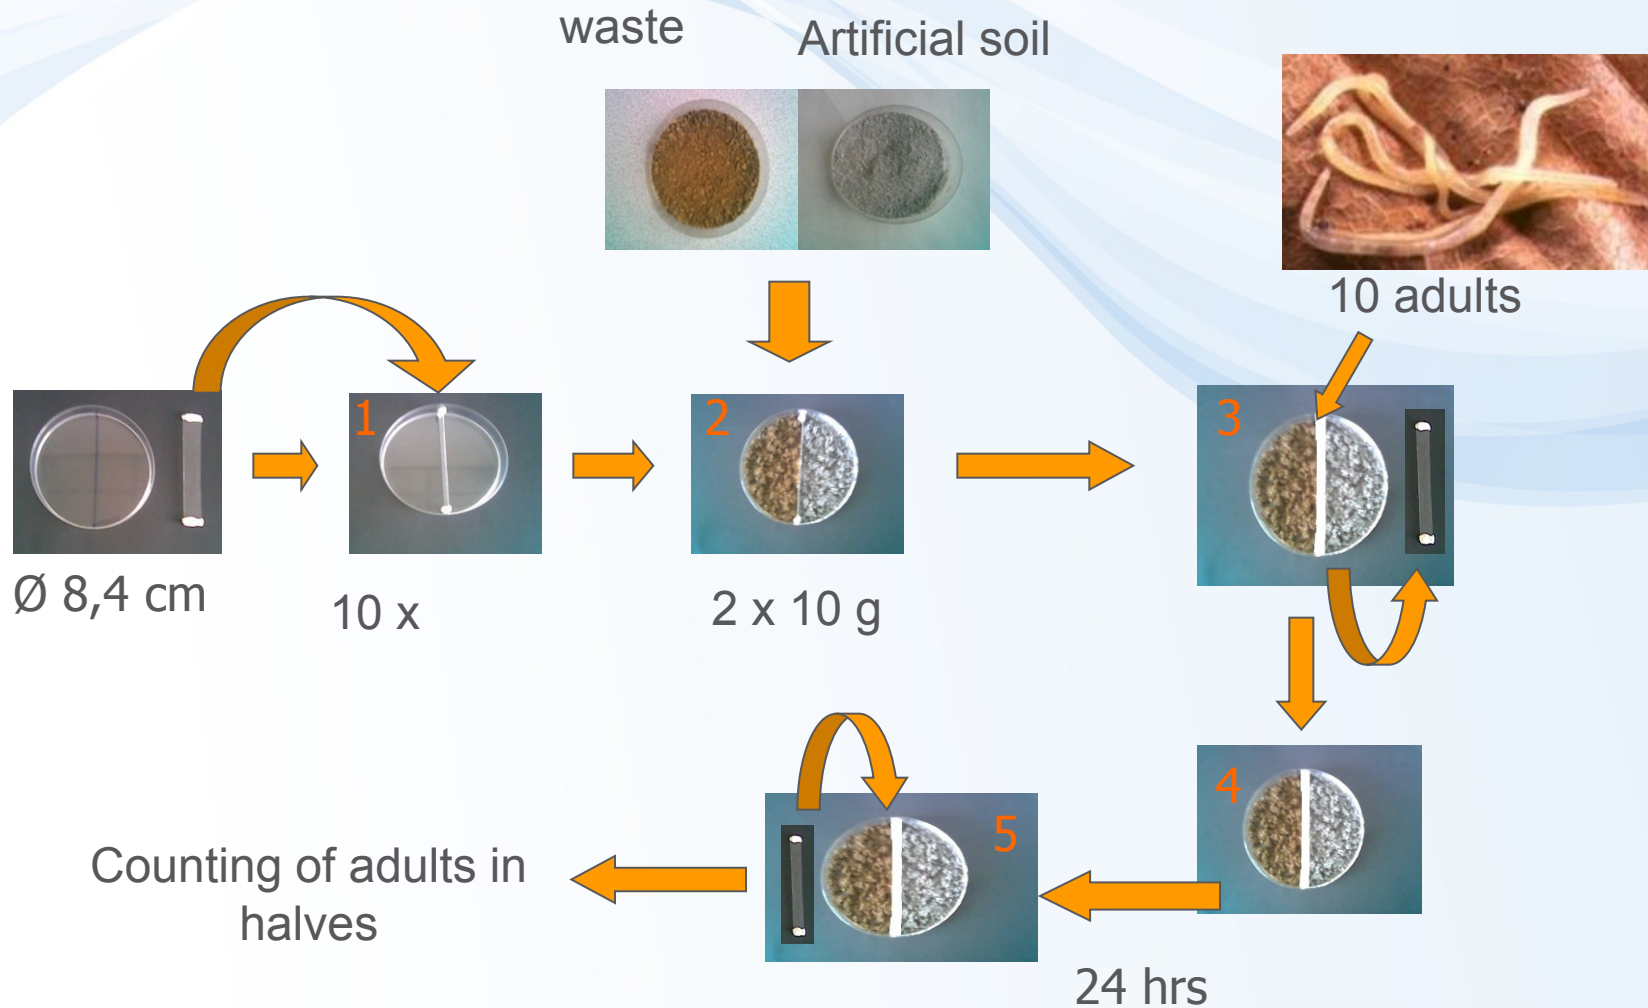 waste
Artificial soil
10 adults
1
2
3
Ø 8,4 cm
10 x
2 x 10 g
4
5
Counting of adults in
halves
24 hrs